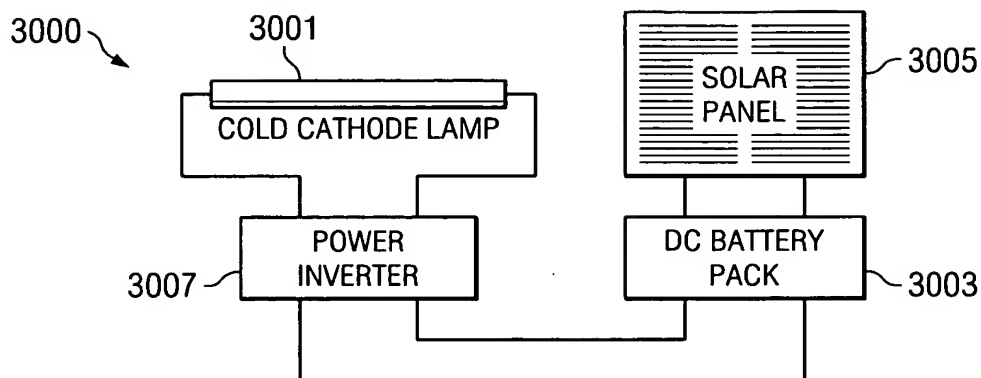 3000
3001
COLD CATHODE LAMP
SOLAR
PANEL
3005
POWER
INVERTER
3007
DC BATTERY
PACK
3003